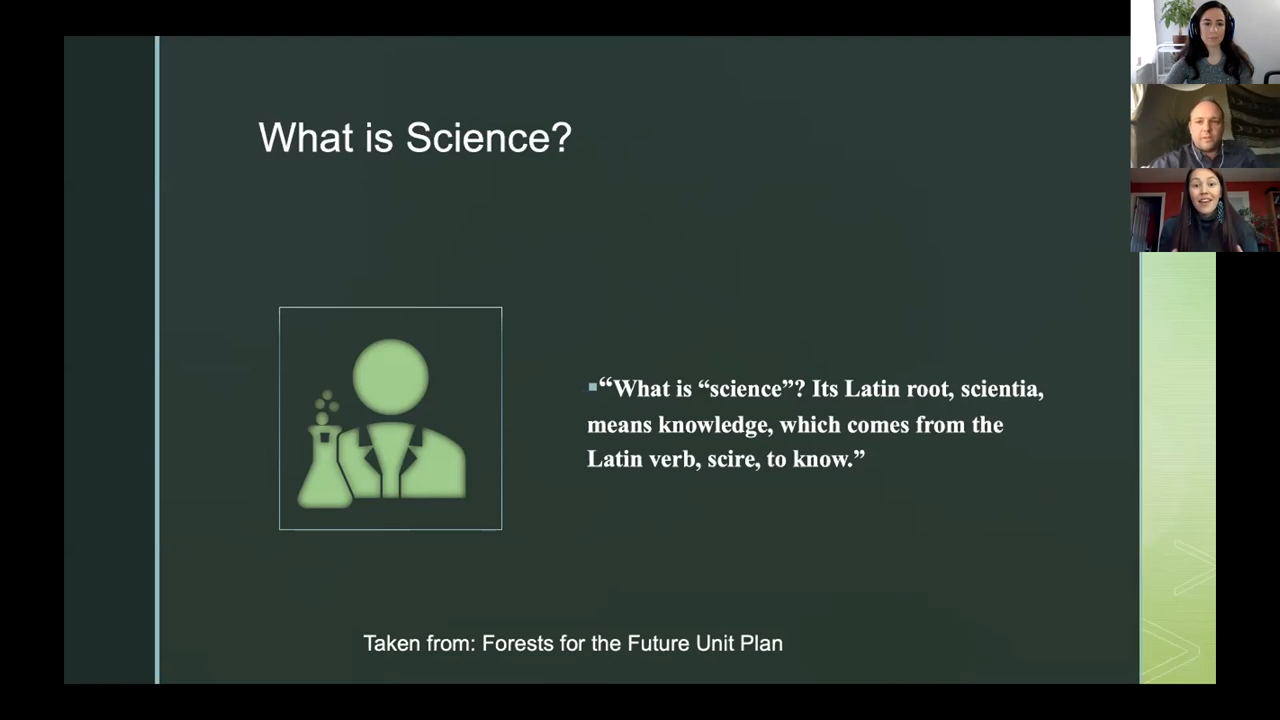 What is Science?
“What is “science”? Its Latin root, scientia,
means knowledge, which comes from the
Latin verb, scire, to know.”
Taken from: Forests for the Future Unit Plan